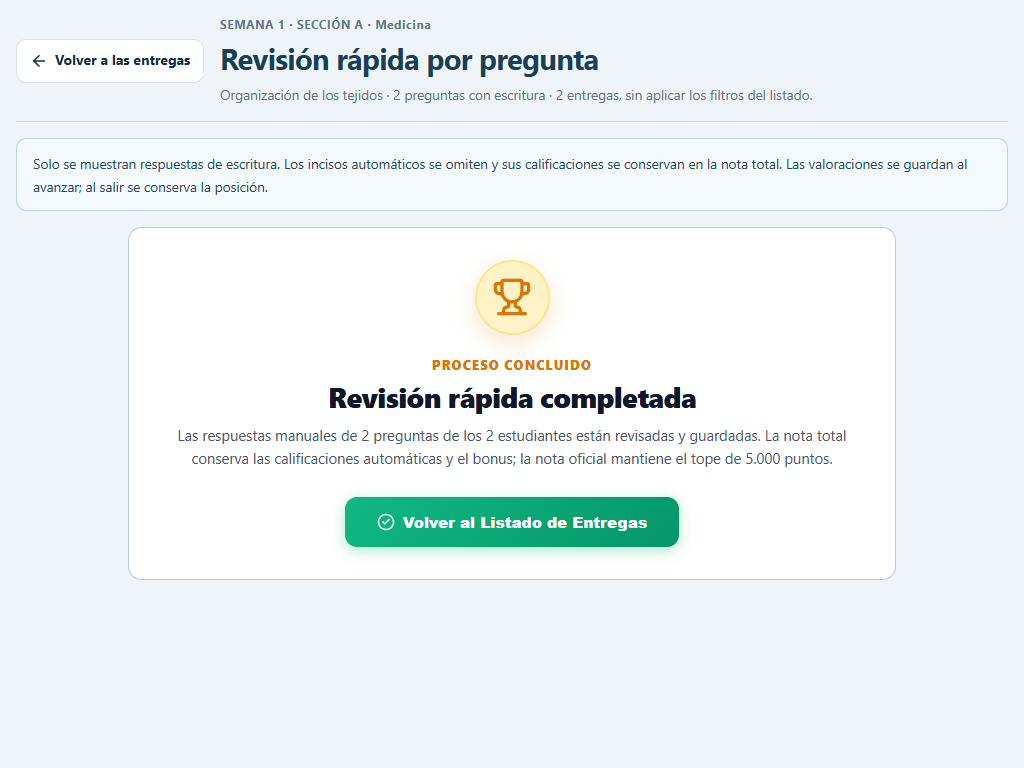 SEMANA 1 · SECCIÓN A · Medicina
Volver a las entregas
Revisión rápida por pregunta
Organización de los tejidos · 2 preguntas con escritura · 2 entregas, sin aplicar los filtros del listado.
Solo se muestran respuestas de escritura. Los incisos automáticos se omiten y sus calificaciones se conservan en la nota total. Las valoraciones se guardan al
avanzar; al salir se conserva la posición.
PROCESO CONCLUIDO
Revisión rápida completada
Las respuestas manuales de 2 preguntas de los 2 estudiantes están revisadas y guardadas. La nota total
conserva las calificaciones automáticas y el bonus; la nota oficial mantiene el tope de 5.000 puntos.
Volver al Listado de Entregas